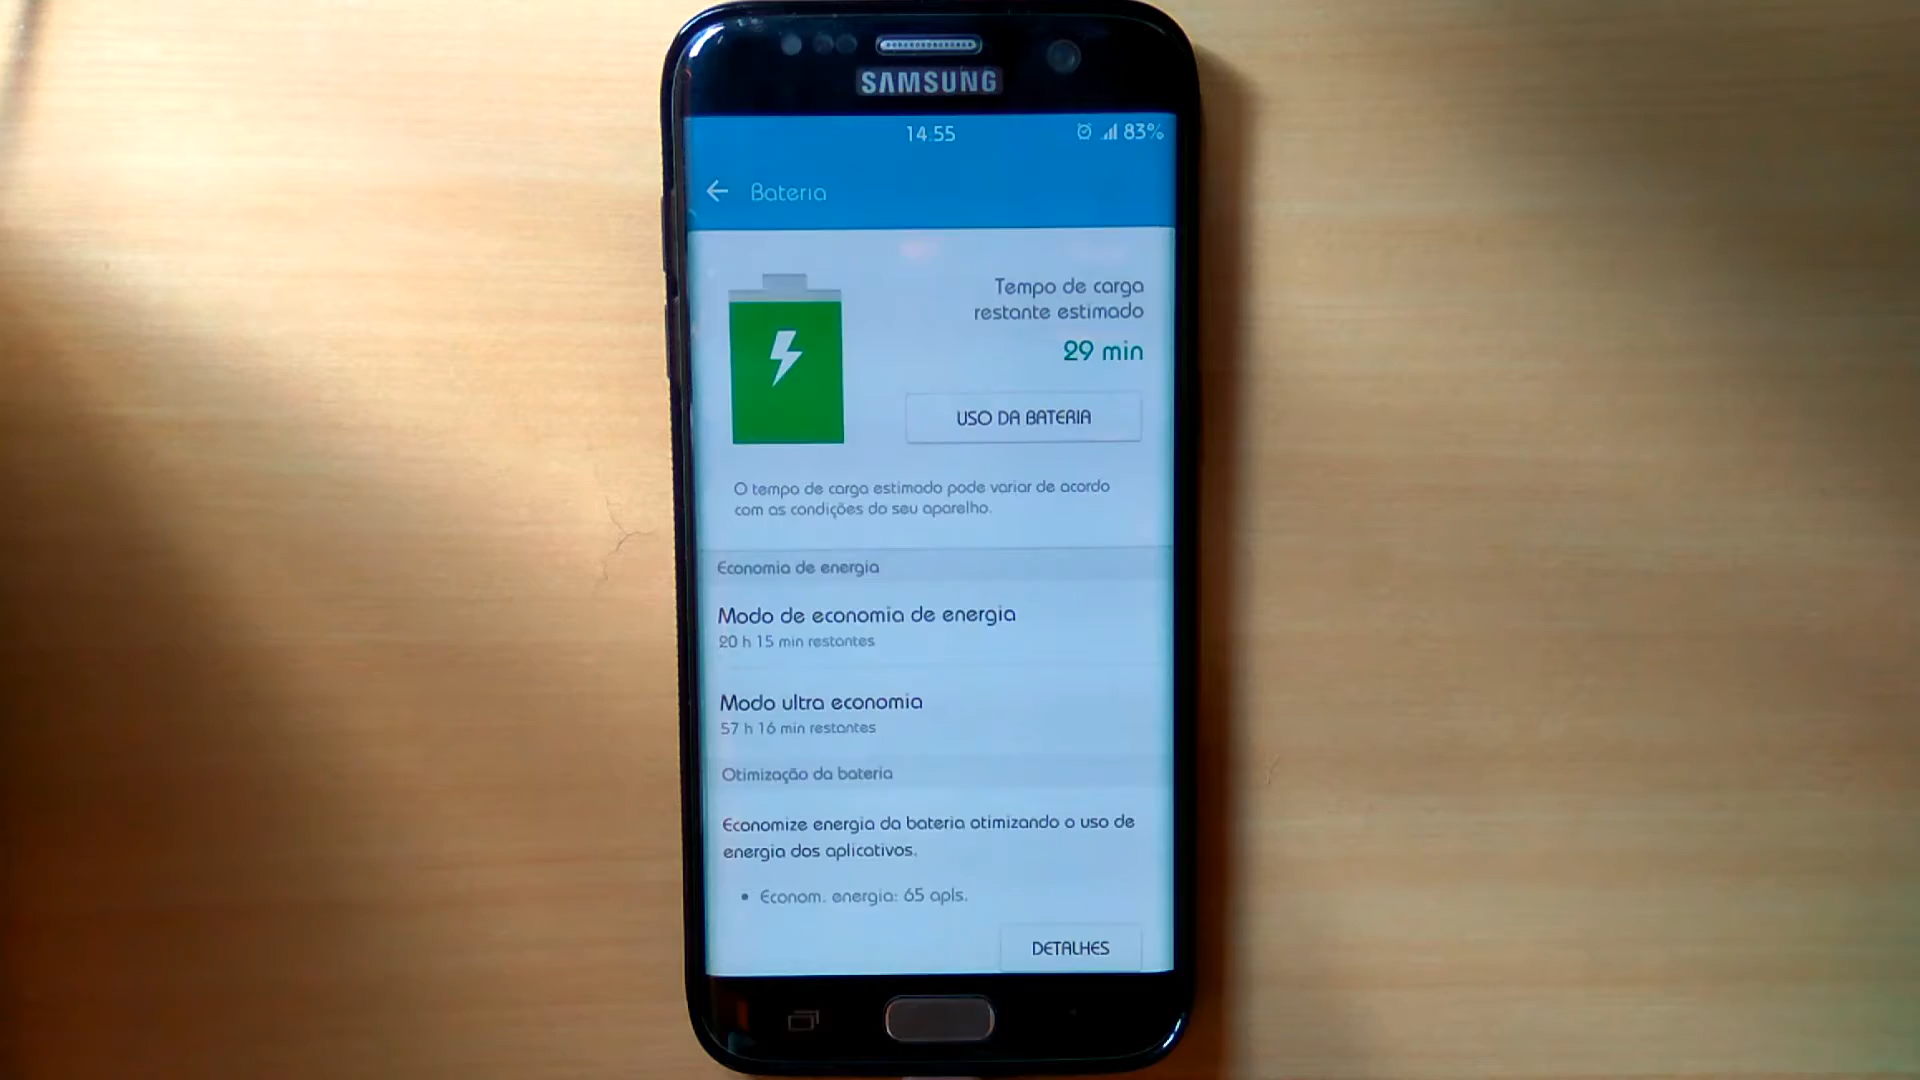 SAMSUNG
14:55
83%
Bateria
Tempo de carga
restante estimado
29 min
USO DA BATERIA
O tempo de carga estimado pode variar de acordo
com as condições do seu aparelho.
Economia de energia
Modo de economia de energia
20 h 15 min restantes
Modo ultra economia
57 h 16 min restantes
Otimização da bateria
Economize energia da bateria otimizando o uso de
energia dos aplicativos.
• Econom. energia: 65 apls.
DETALHES